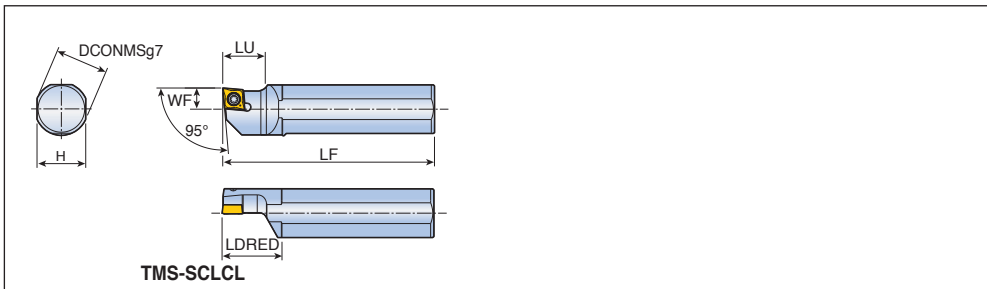 DCONMSg7
LU
WF
95°
H
LF
LDRED
TMS-SCLCL